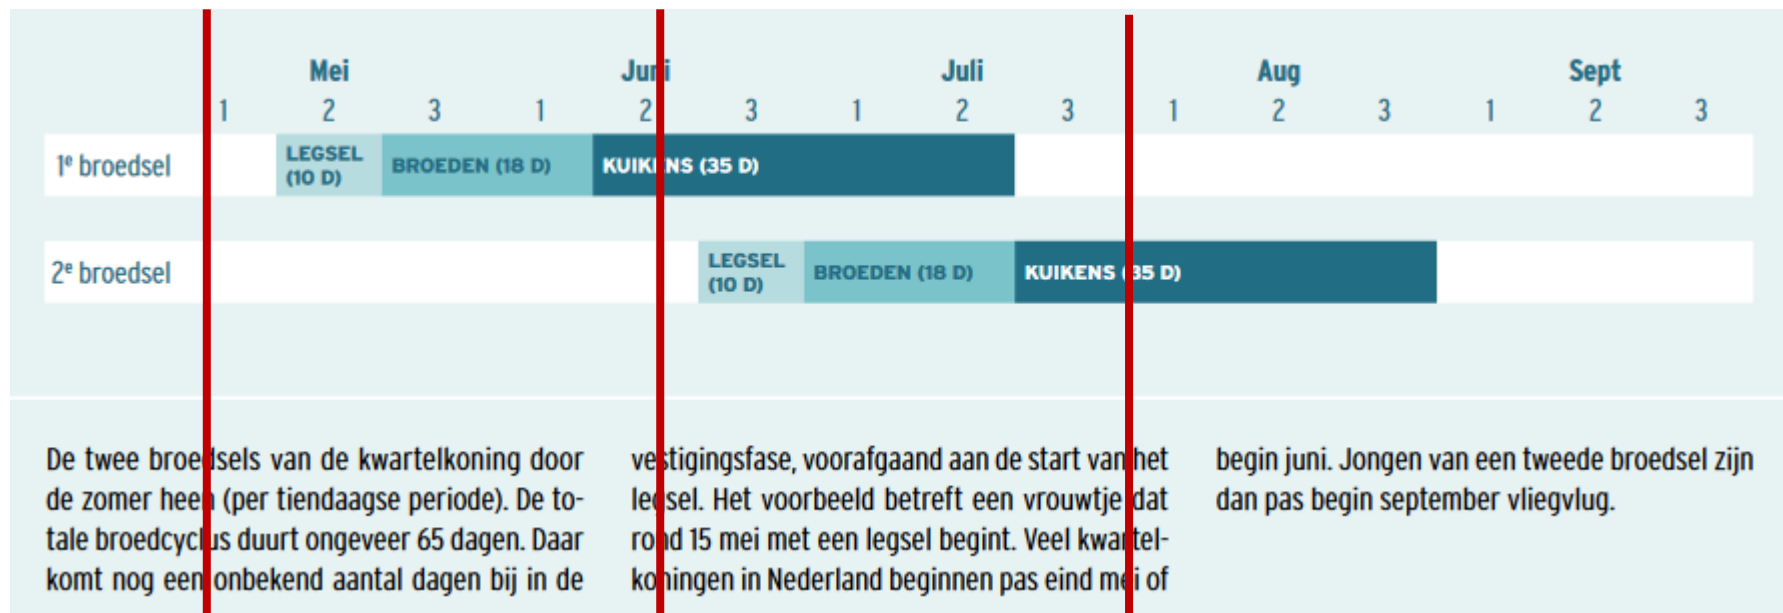 Mei Juni Juli Aug Sept
1 2 3 1 2 3 1 2 3 1 2 3 1 2 3
1e broedsel
LEGSEL
(10 D)
BROEDEN (18 D)
KUIKENS (35 D)
2e broedsel
LEGSEL
(10 D)
BROEDEN (18 D)
KUIKENS (35 D)
De twee broedsels van de kwartelkoning door
de zomer heen (per tiendaagse periode). De to-
tale broedcyclus duurt ongeveer 65 dagen. Daar
komt nog een onbekend aantal dagen bij in de
vestigingsfase, voorafgaand aan de start van het
legsel. Het voorbeeld betreft een vrouwtje dat
rond 15 mei met een legsel begint. Veel kwartel-
koningen in Nederland beginnen pas eind mei of
begin juni. Jongen van een tweede broedsel zijn
dan pas begin september vliegvlug.